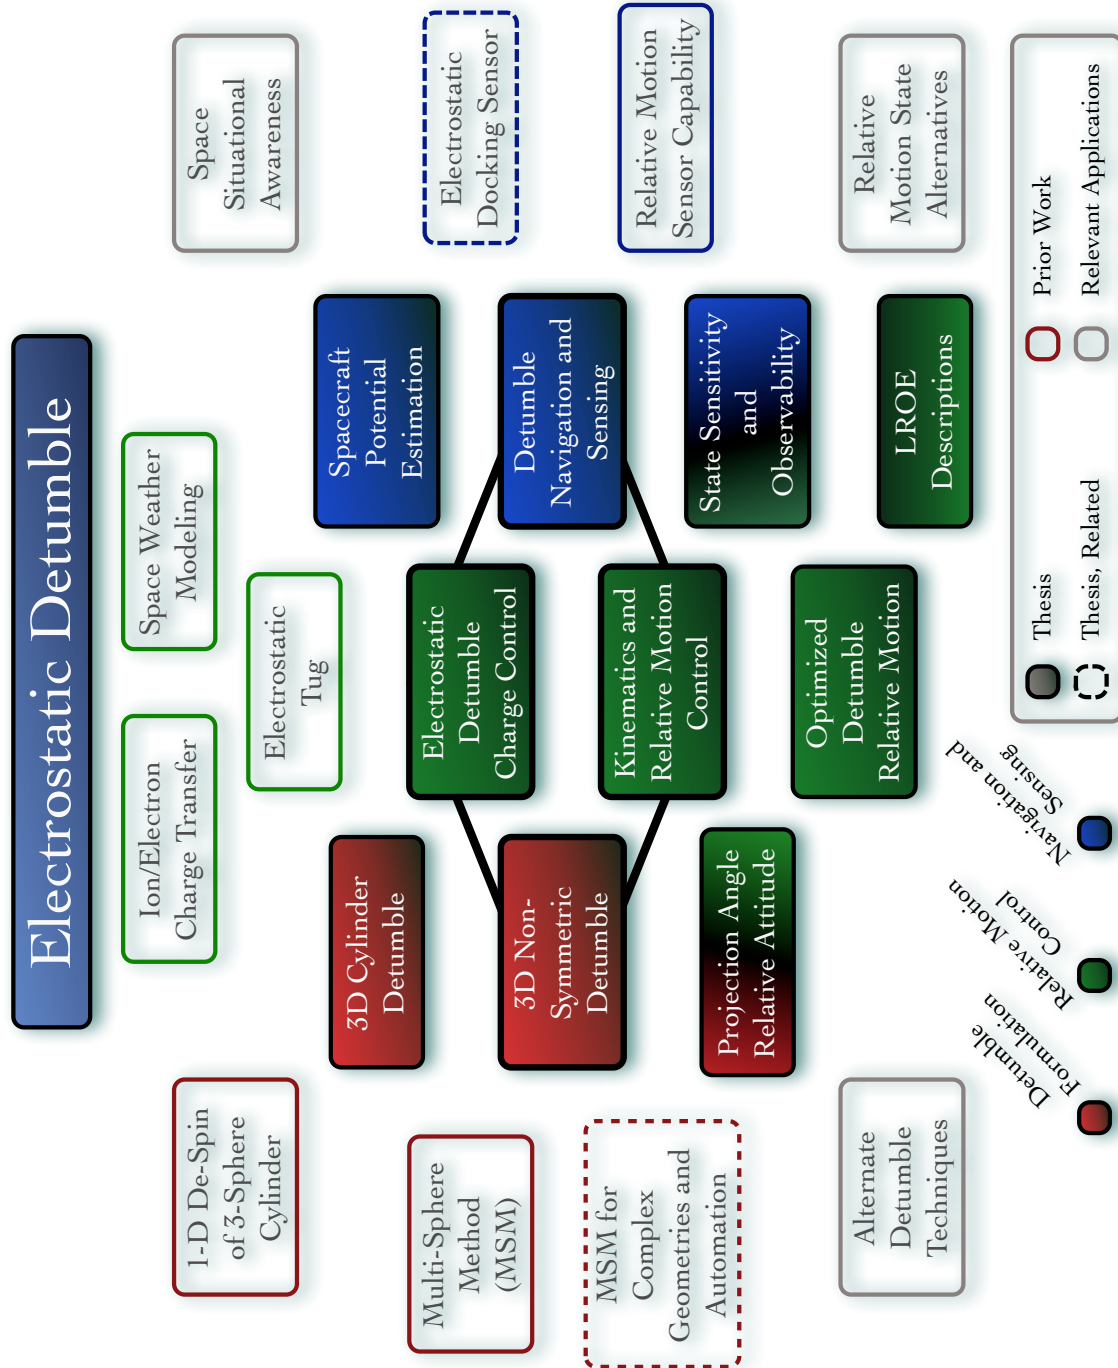 Electrostatic Detumble
1-D De-Spin
of 3-Sphere
Cylinder
Ion/Electron
Charge Transfer
Space Weather
Modeling
Space
Situational
Awareness
Electrostatic
Tug
3D Cylinder
Detumble
Spacecraft
Potential
Estimation
Multi-Sphere
Method
(MSM)
Electrostatic
Detumble
Charge Control
Electrostatic
Docking Sensor
3D Non-
Symmetric
Detumble
Detumble
Navigation and
Sensing
MSM for
Complex
Geometries and
Automation
Kinematics and
Relative Motion
Control
Relative Motion
Sensor Capability
Projection Angle
Relative Attitude
State Sensitivity
and
Observability
Optimized
Detumble
Relative Motion
Alternate
Detumble
Techniques
LROE
Descriptions
Relative
Motion State
Alternatives
Detumble
Formulation
Relative Motion
Control
Navigation and
Sensing
Thesis
Prior Work
Thesis, Related
Relevant Applications